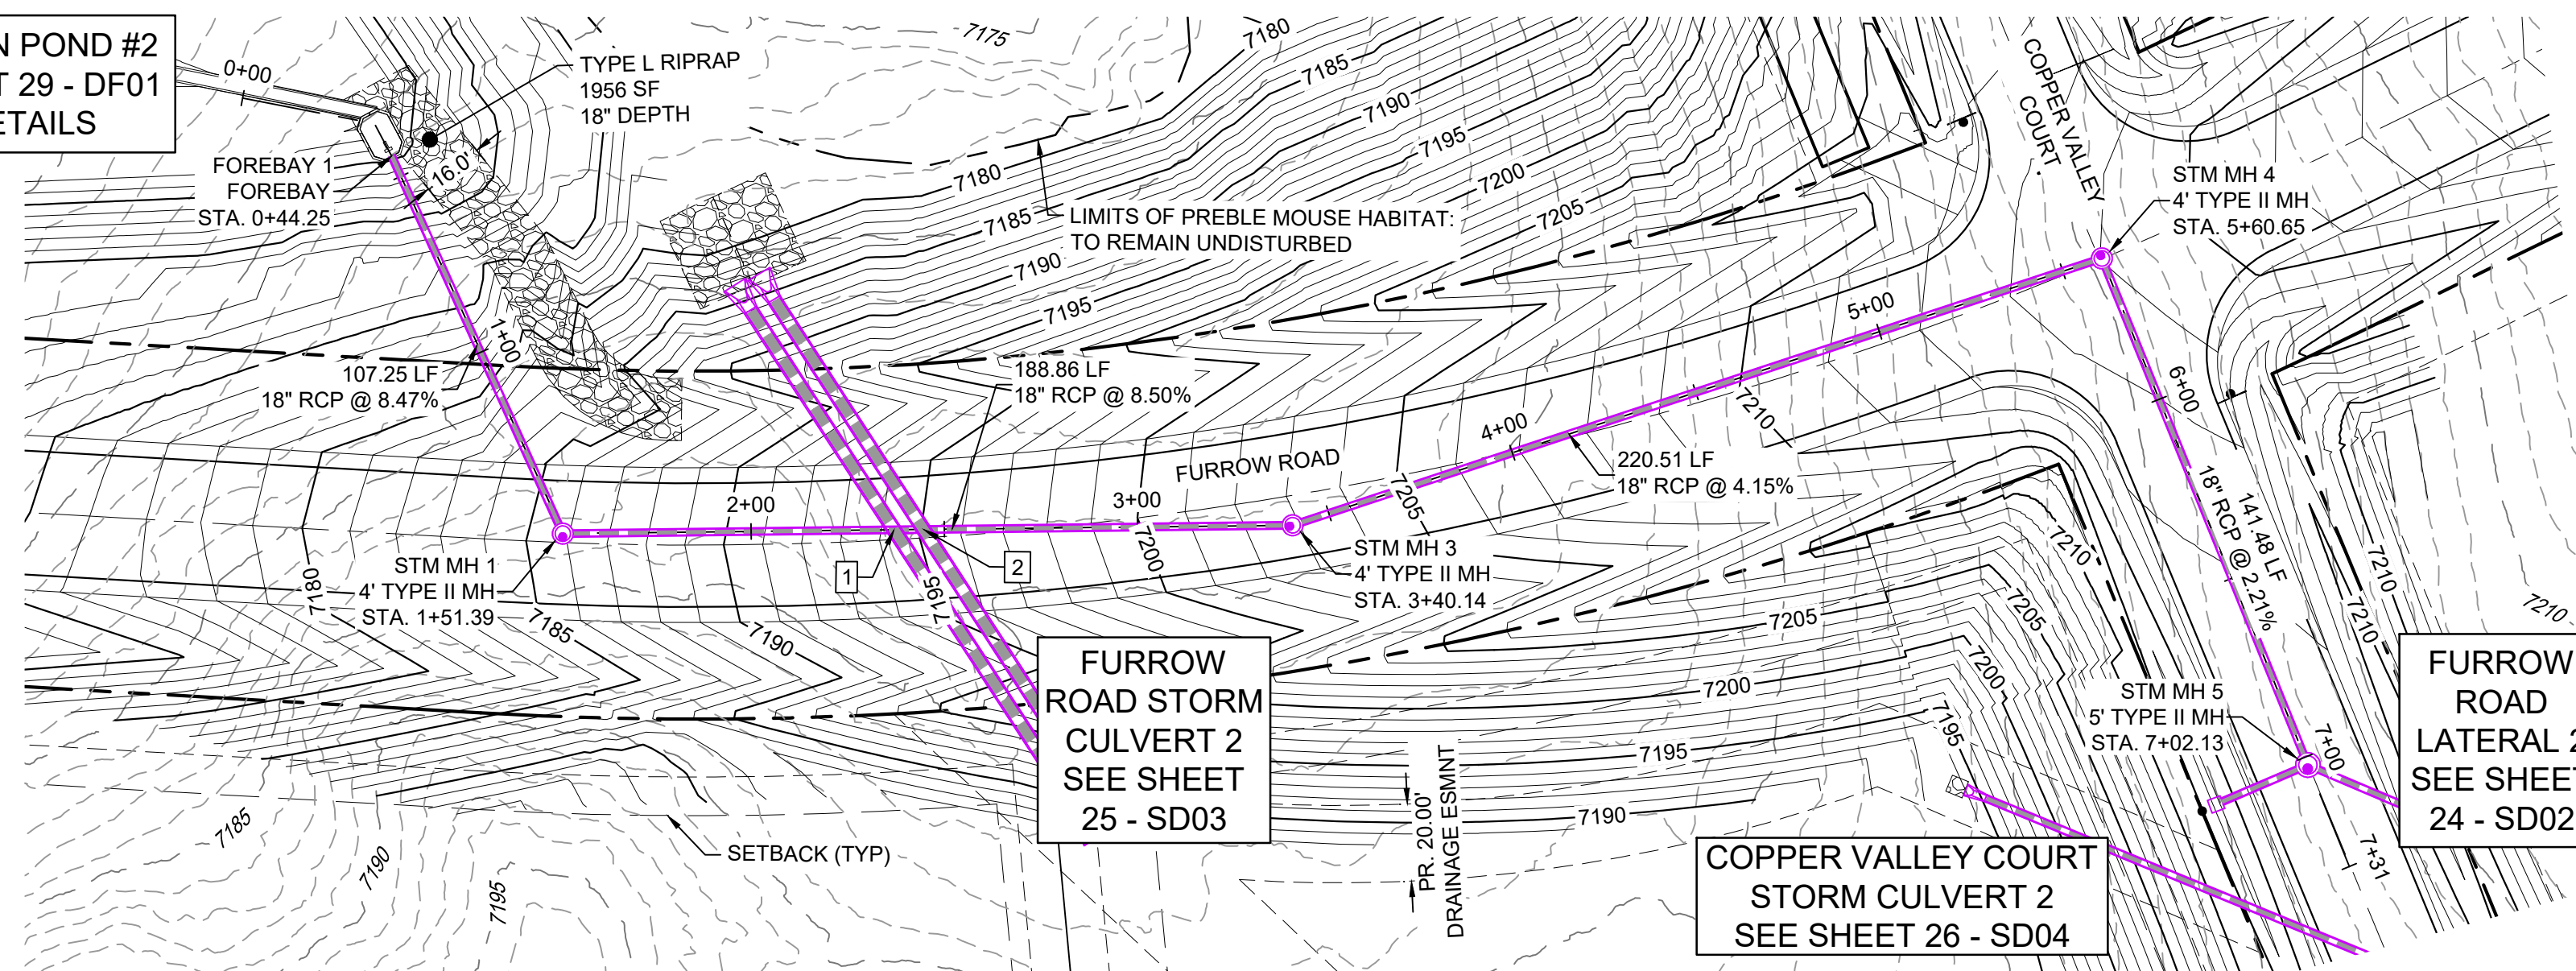 N POND #2
T 29 - DF01
ETAILS
0+00
TYPE L RIPRAP
1956 SF
18" DEPTH
16.0'
FOREBAY 1
FOREBAY
STA. 0+44.25
7175
7180
7185
7190
7195
7200
7205
7180
7185
7190
7195
LIMITS OF PREBLE MOUSE HABITAT:
TO REMAIN UNDISTURBED
COPPER VALLEY
COURT
STM MH 4
4' TYPE II MH
STA. 5+60.65
1+00
107.25 LF
18" RCP @ 8.47%
188.86 LF
18" RCP @ 8.50%
2+00
3+00
FURROW ROAD
4+00
5+00
7210
220.51 LF
18" RCP @ 4.15%
6+00
141.48 LF
18" RCP @ 2.21%
STM MH 1
4' TYPE II MH
STA. 1+51.39
7180
7185
7190
1
2
7195
7200
7205
STM MH 3
4' TYPE II MH
STA. 3+40.14
7210
7205
7200
7195
7205
7200
7195
7190
7210
7210
7210
FURROW
ROAD STORM
CULVERT 2
SEE SHEET
25 - SD03
STM MH 5
5' TYPE II MH
STA. 7+02.13
7+00
7+31
FURROW
ROAD
LATERAL 2
SEE SHEET
24 - SD02
SETBACK (TYP)
7185
7190
7195
PR. 20.00'
DRAINAGE ESMNT
COPPER VALLEY COURT
STORM CULVERT 2
SEE SHEET 26 - SD04